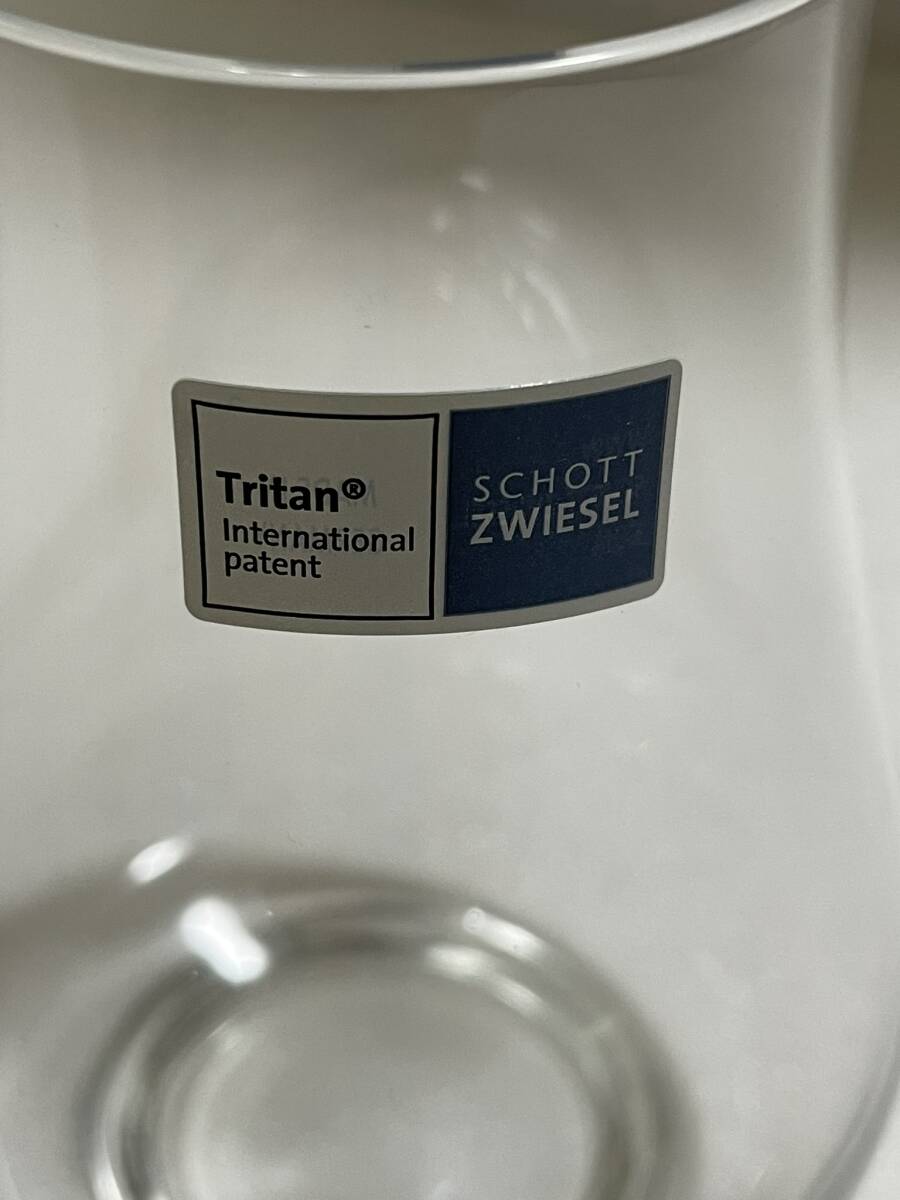 Tritan®
International
patent
SCHOTT
ZWIESEL